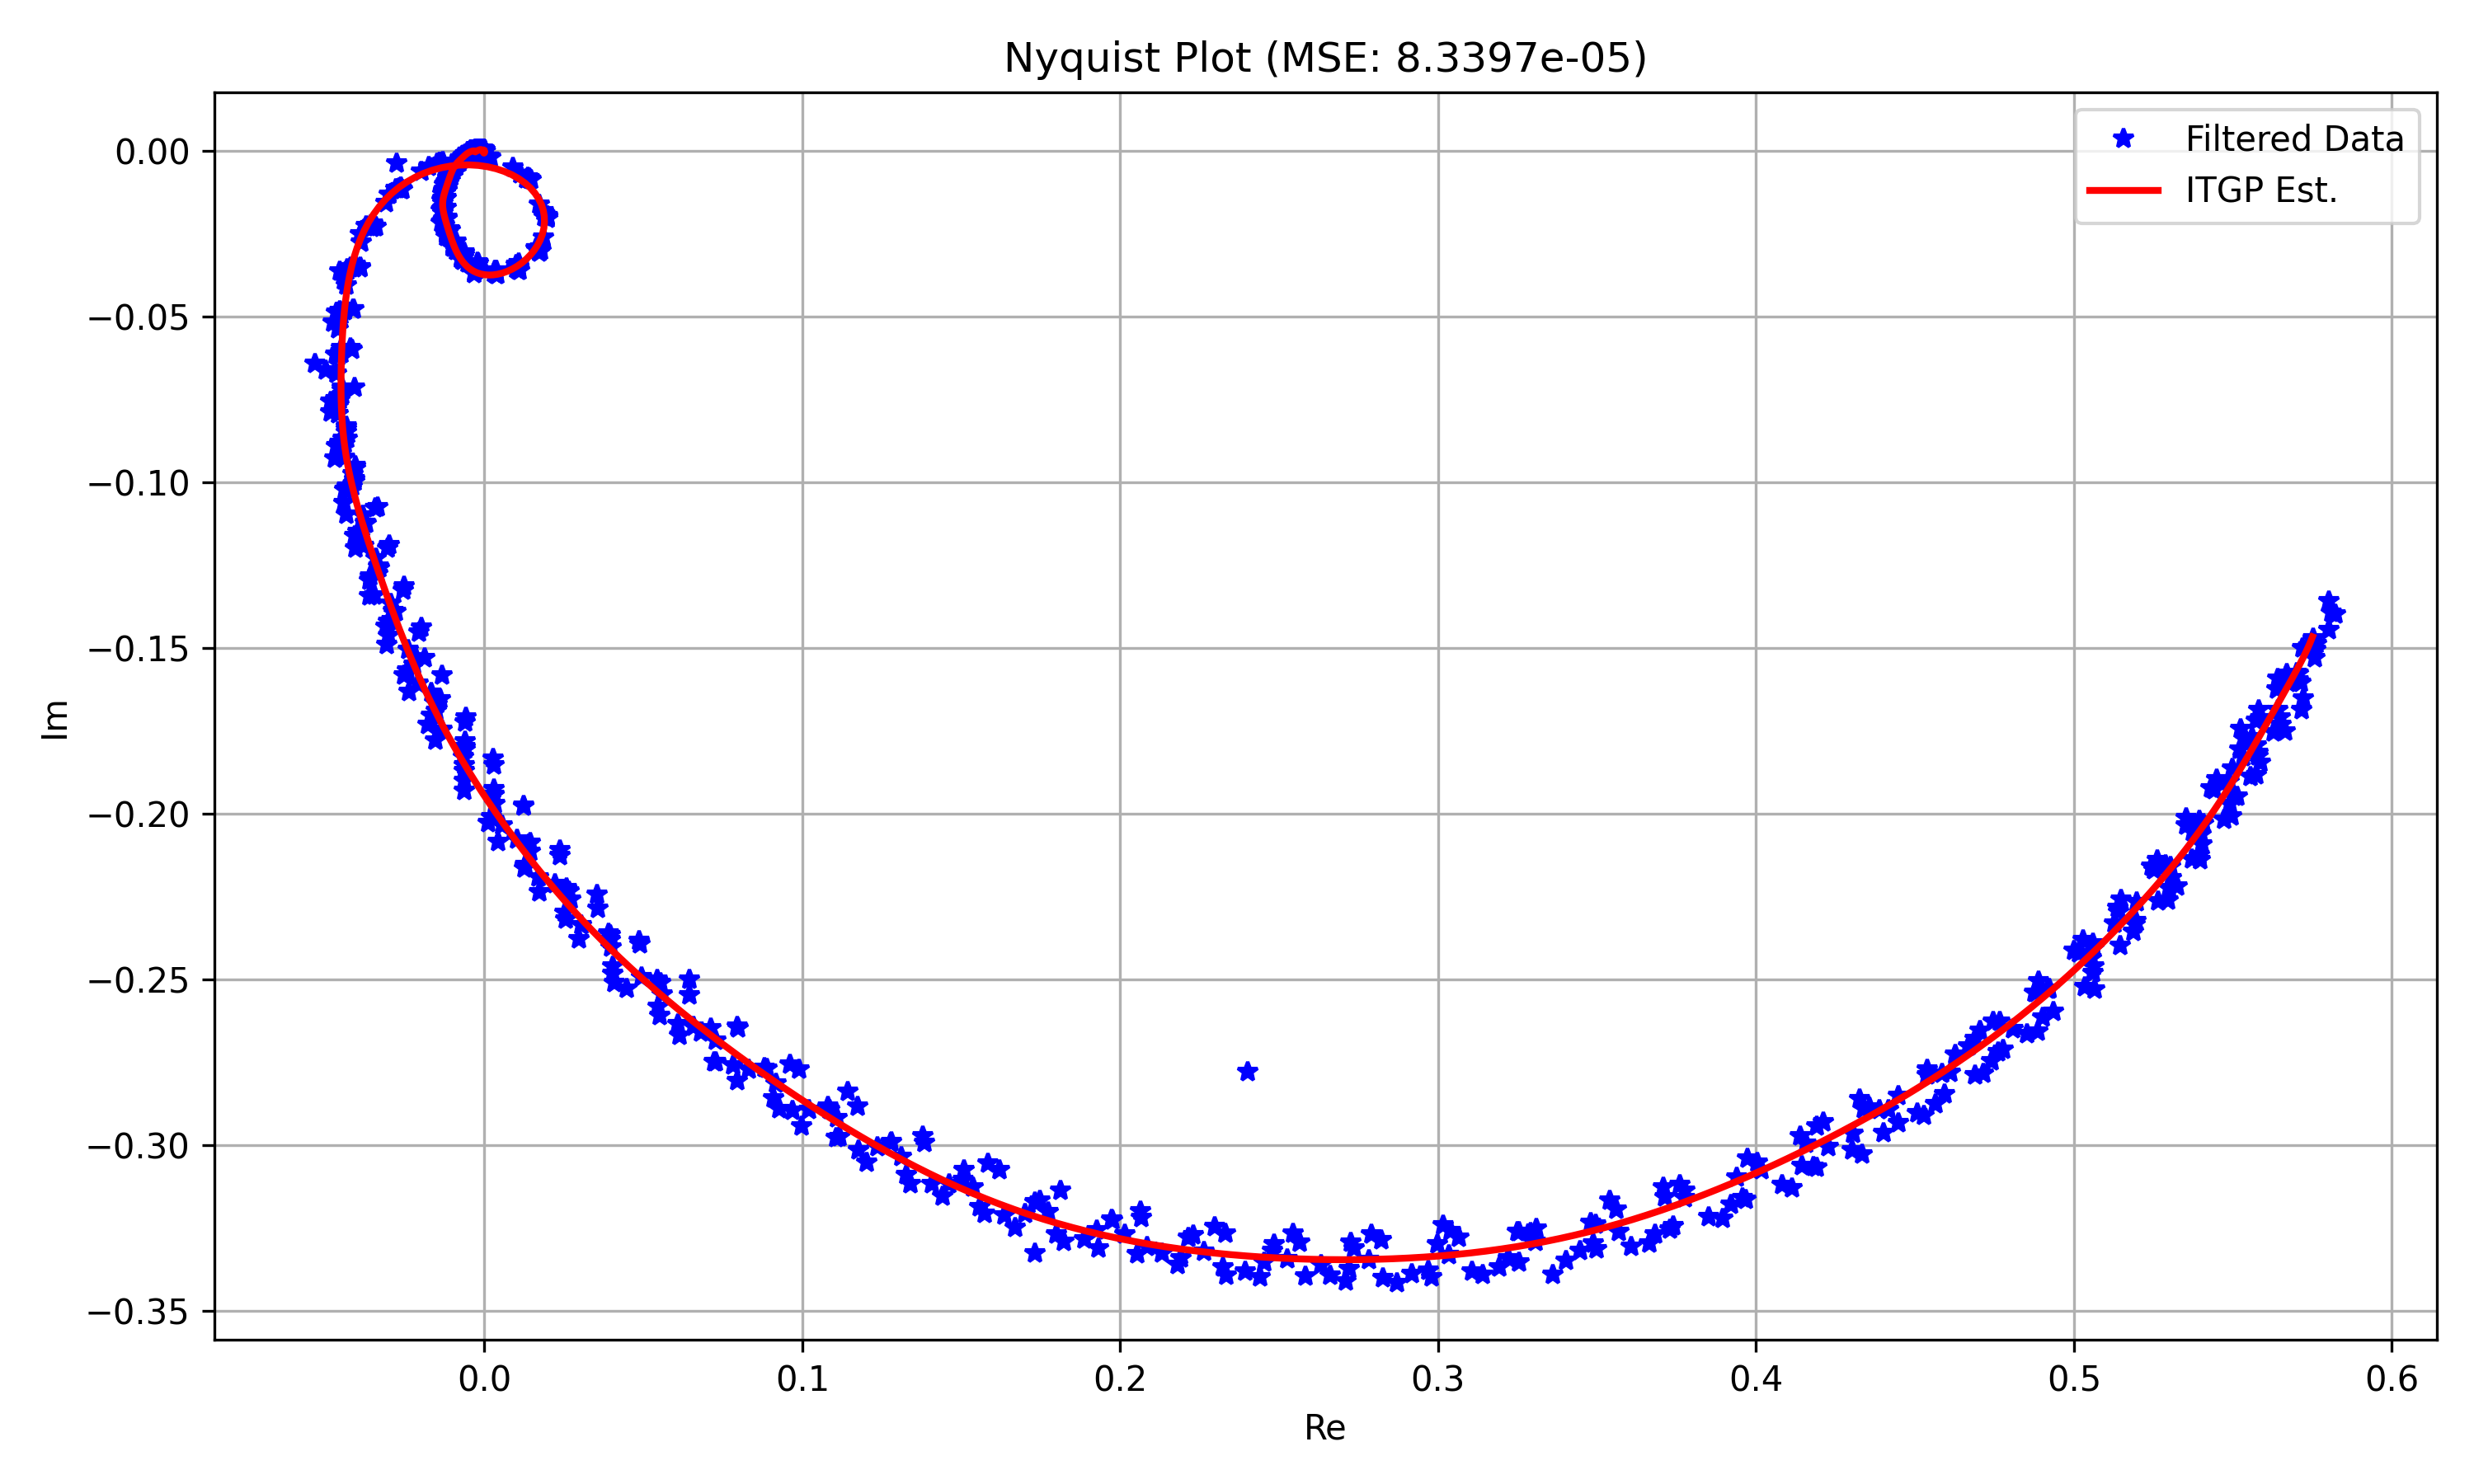 Nyquist Plot (MSE: 8.3397e-05)
Filtered Data
ITGP Est.
0.00
−0.05
−0.10
−0.15
−0.20
−0.25
−0.30
−0.35
Im
0.0 0.1 0.2 0.3 0.4 0.5 0.6
Re